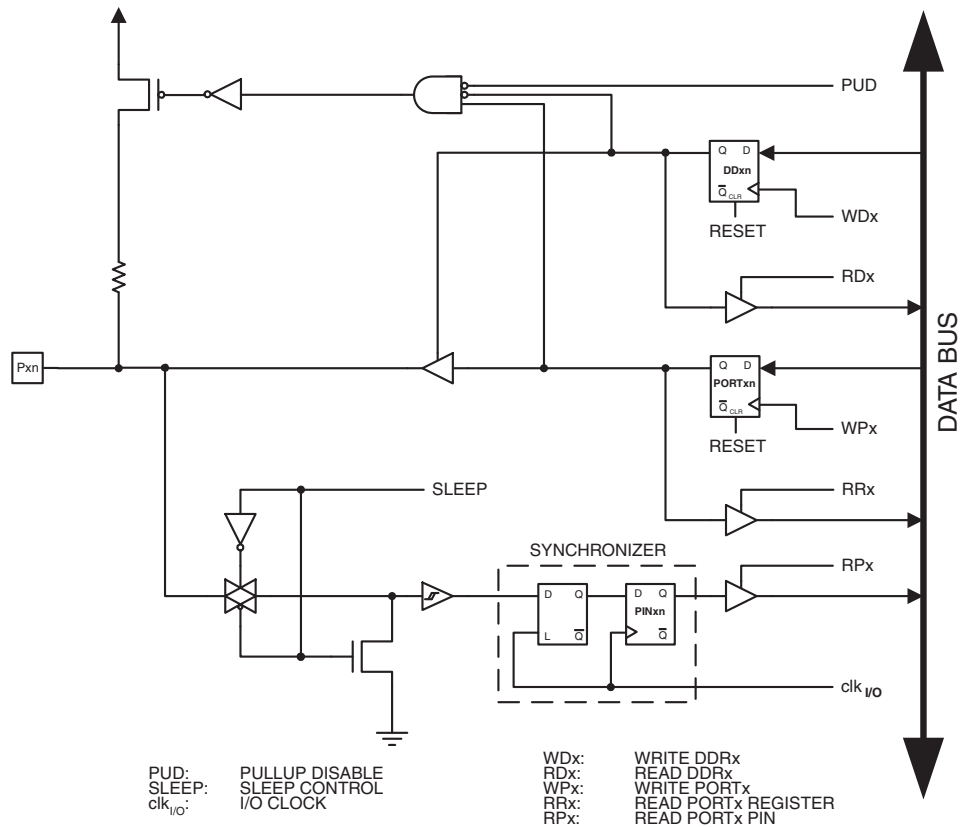 PUD
Q D
DDxn
Q CLR
WDx
RESET
RDx
Pxn
Q D
PORTxn
Q CLR
WPx
RESET
DATA BUS
SLEEP
RRx
SYNCHRONIZER
RPx
D Q
L Q
D Q
PINxn
Q
clk I/O
PUD: PULLUP DISABLE
SLEEP: SLEEP CONTROL
clk I/O: I/O CLOCK
WDx: WRITE DDRx
RDx: READ DDRx
WPx: WRITE PORTx
RRx: READ PORTx REGISTER
RPx: READ PORTx PIN